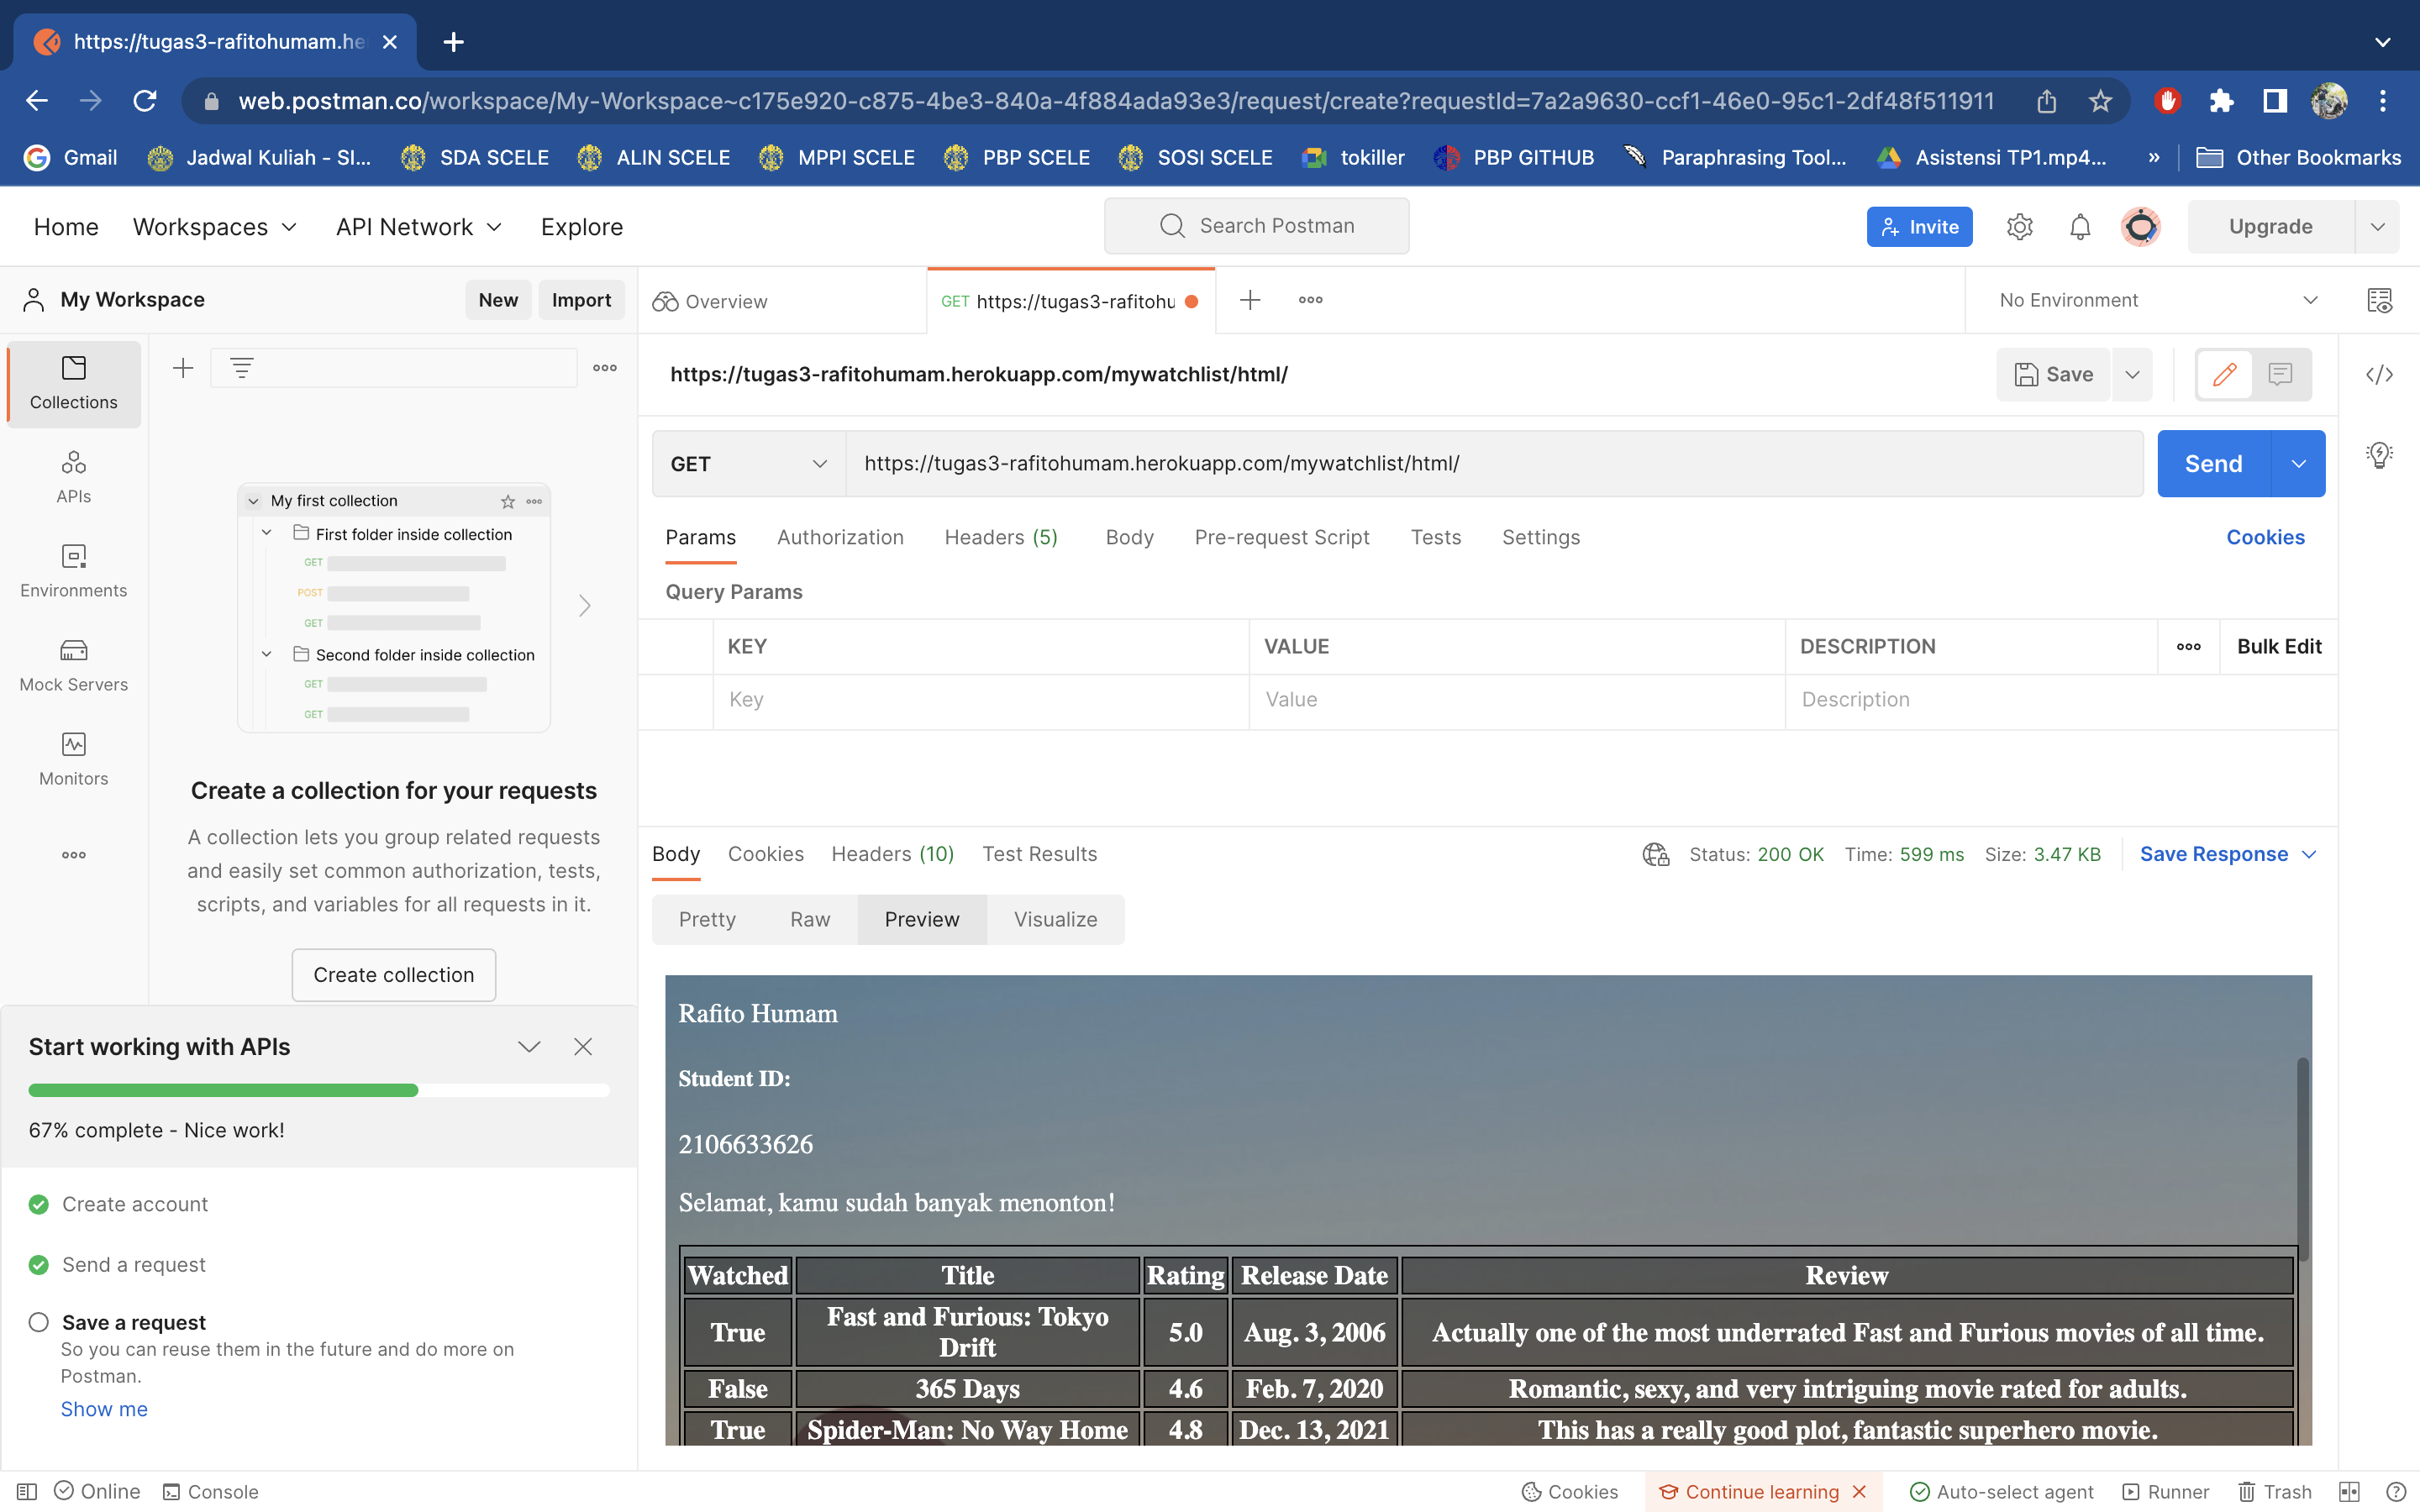 https://tugas3-rafitohumam.he
web.postman.co/workspace/My-Workspace~c175e920-c875-4be3-840a-4f884ada93e3/request/create?requestId=7a2a9630-ccf1-46e0-95c1-2df48f511911
Gmail Jadwal Kuliah - SI... SDA SCELE ALIN SCELE MPPI SCELE PBP SCELE SOSI SCELE tokiller PBP GITHUB Paraphrasing Tool... Asistensi TP1.mp4... » Other Bookmarks
Home Workspaces API Network Explore Search Postman Invite Upgrade
My Workspace New Import Overview GET https://tugas3-rafitohu No Environment
Collections
APIs
Environments
Mock Servers
Monitors
My first collection
First folder inside collection
GET
POST
GET
Second folder inside collection
GET
GET
Create a collection for your requests
A collection lets you group related requests
and easily set common authorization, tests,
scripts, and variables for all requests in it.
Create collection
Start working with APIs
67% complete - Nice work!
Create account
Send a request
Save a request
So you can reuse them in the future and do more on
Postman.
Show me
https://tugas3-rafitohumam.herokuapp.com/mywatchlist/html/ Save
GET https://tugas3-rafitohumam.herokuapp.com/mywatchlist/html/ Send
Params Authorization Headers (5) Body Pre-request Script Tests Settings Cookies
Query Params
KEY VALUE DESCRIPTION Bulk Edit
Key Value Description
Body Cookies Headers (10) Test Results Status: 200 OK Time: 599 ms Size: 3.47 KB Save Response
Pretty Raw Preview Visualize
Rafito Humam
Student ID:
2106633626
Selamat, kamu sudah banyak menonton!
Watched Title Rating Release Date Review
True Fast and Furious: Tokyo Drift 5.0 Aug. 3, 2006 Actually one of the most underrated Fast and Furious movies of all time.
False 365 Days 4.6 Feb. 7, 2020 Romantic, sexy, and very intriguing movie rated for adults.
True Spider-Man: No Way Home 4.8 Dec. 13, 2021 This has a really good plot, fantastic superhero movie.
Online Console Cookies Continue learning Auto-select agent Runner Trash